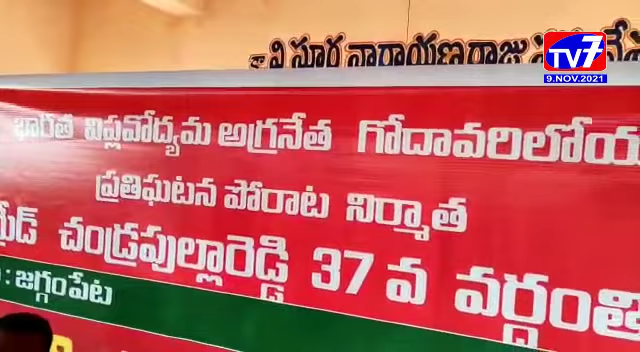 వి సూర్య నారాయణరాజు
TV7
9.NOV.2021
భారత విప్లవోద్యమ అగ్రనేత గోదావరిలోయ
ప్రతిఘటన పోరాట నిర్మాత
చండ్రపుల్లారెడ్డి 37 వ వర్ధంతి
: జగ్గంపేట